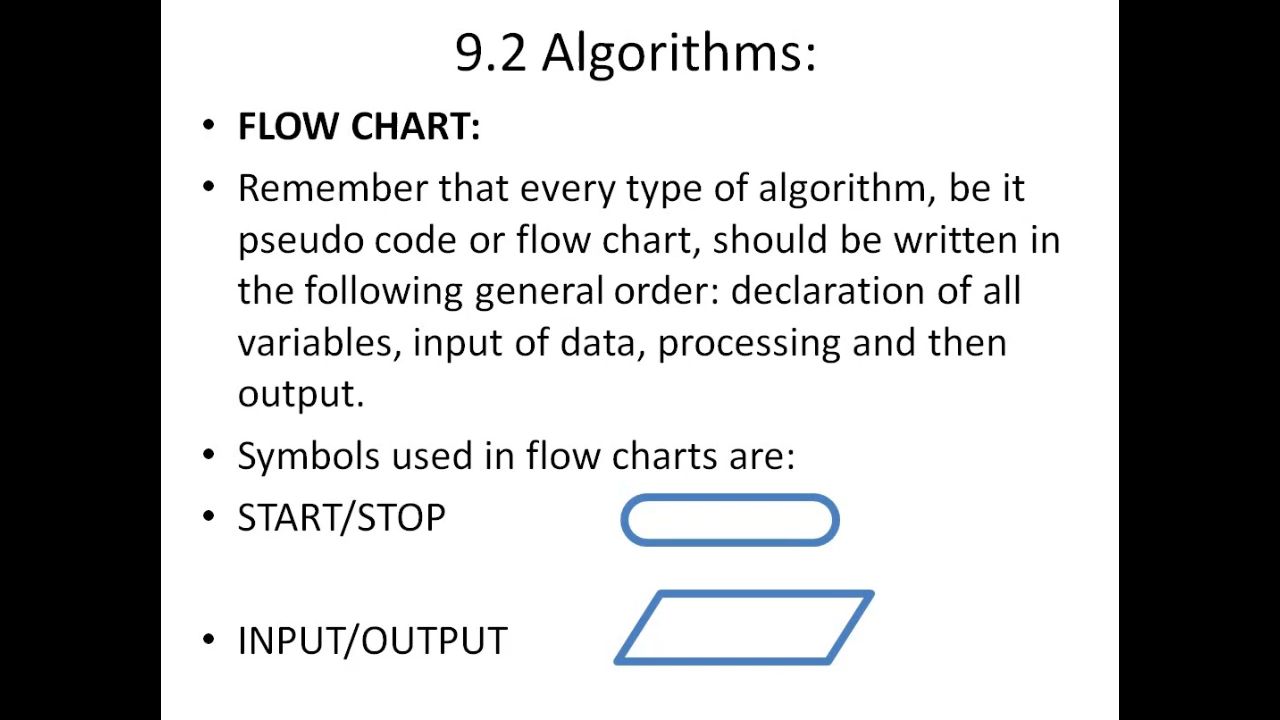 9.2 Algorithms:
• FLOW CHART:
• Remember that every type of algorithm, be it
pseudo code or flow chart, should be written in
the following general order: declaration of all
variables, input of data, processing and then
output.
• Symbols used in flow charts are:
• START/STOP
• INPUT/OUTPUT